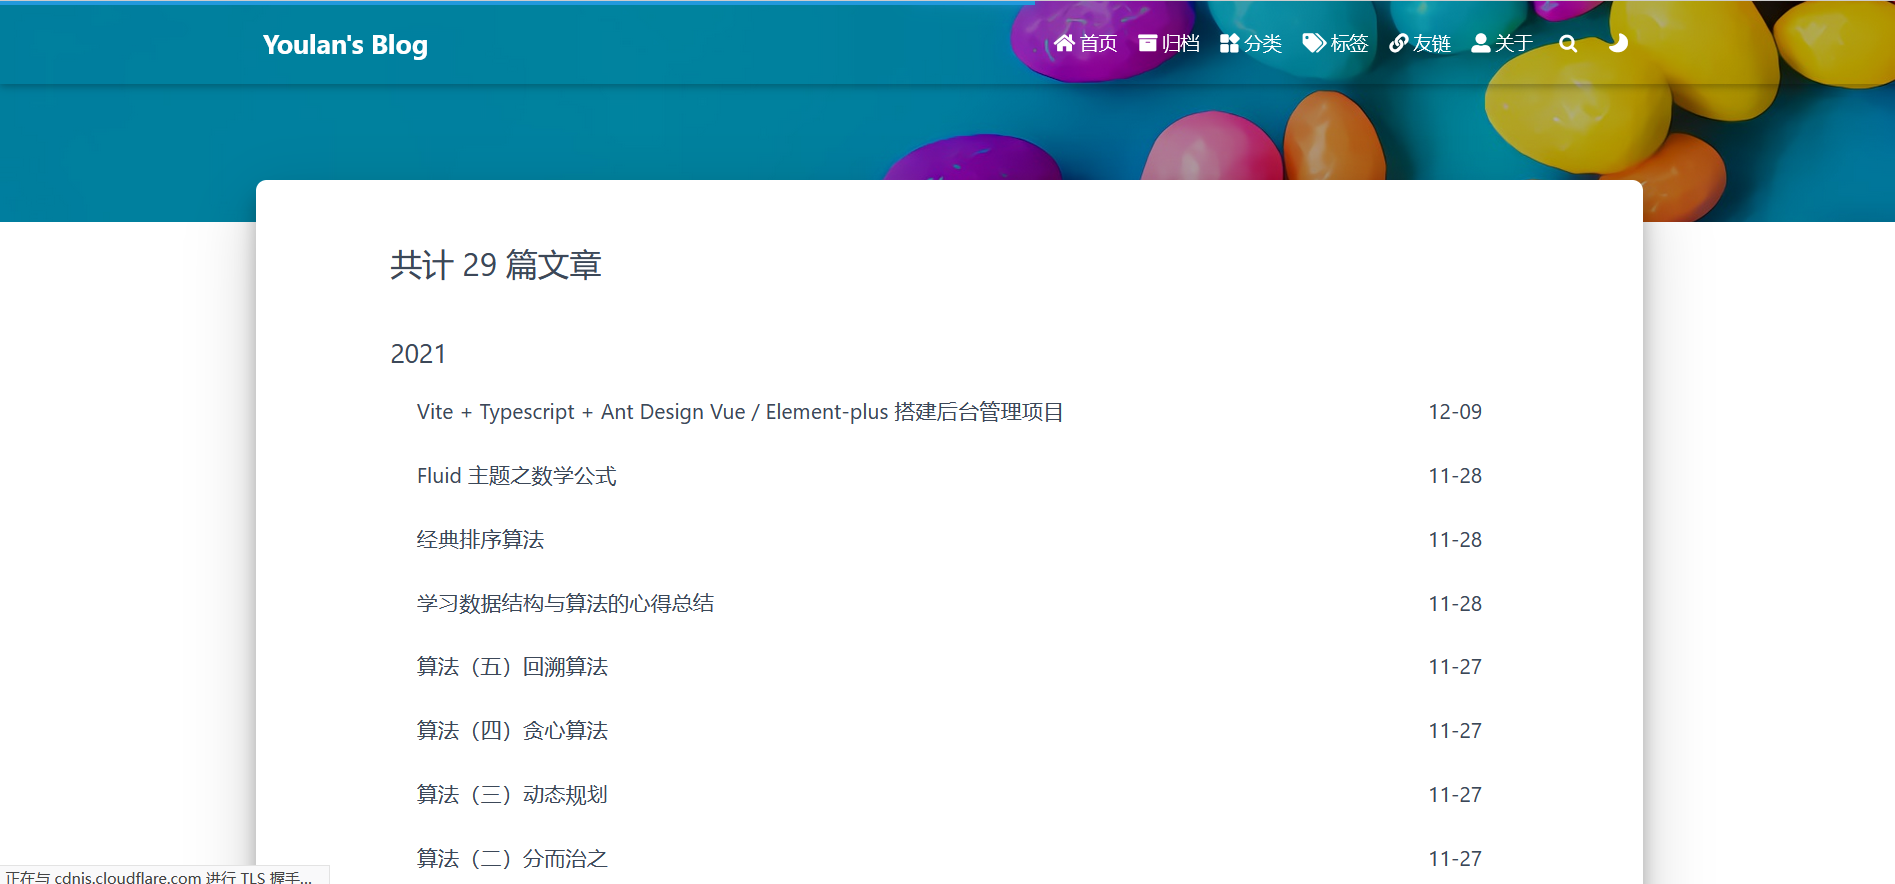 Youlan's Blog 首页 归档 分类 标签 友链 关于
共计 29 篇文章
2021
Vite + Typescript + Ant Design Vue / Element-plus 搭建后台管理项目 12-09
Fluid 主题之数学公式 11-28
经典排序算法 11-28
学习数据结构与算法的心得总结 11-28
算法（五）回溯算法 11-27
算法（四）贪心算法 11-27
算法（三）动态规划 11-27
算法（二）分而治之 11-27
正在与 cdnjs.cloudflare.com 进行 TLS 握手...